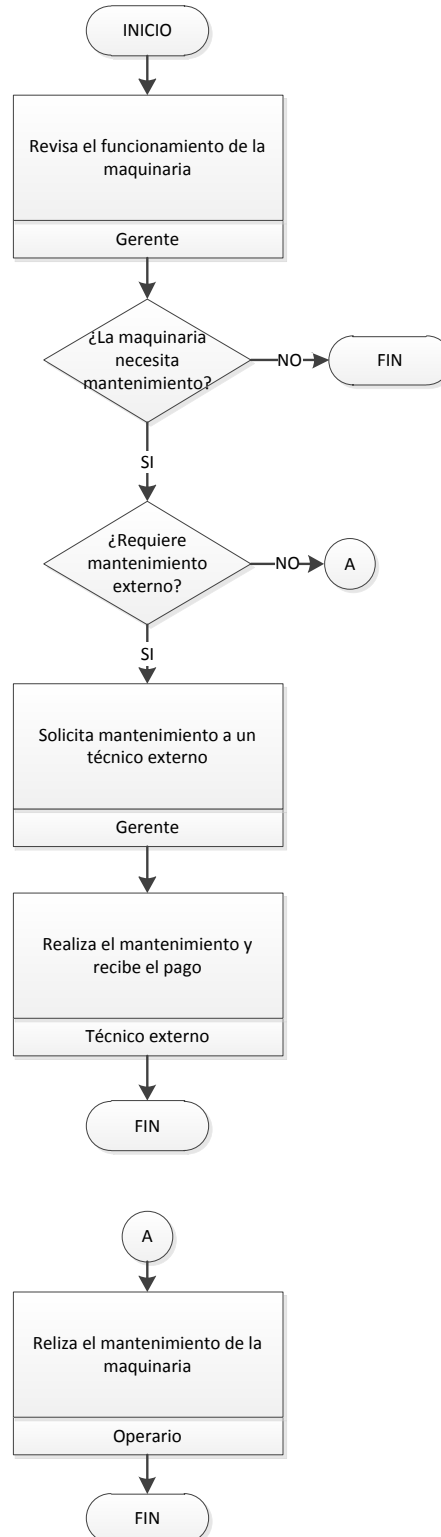 INICIO
Revisa el funcionamiento de la
maquinaria
Gerente
¿La maquinaria
necesita
mantenimiento?
NO
FIN
SI
¿Requiere
mantenimiento
externo?
NO
A
SI
Solicita mantenimiento a un
técnico externo
Gerente
Realiza el mantenimiento y
recibe el pago
Técnico externo
FIN
A
Reliza el mantenimiento de la
maquinaria
Operario
FIN